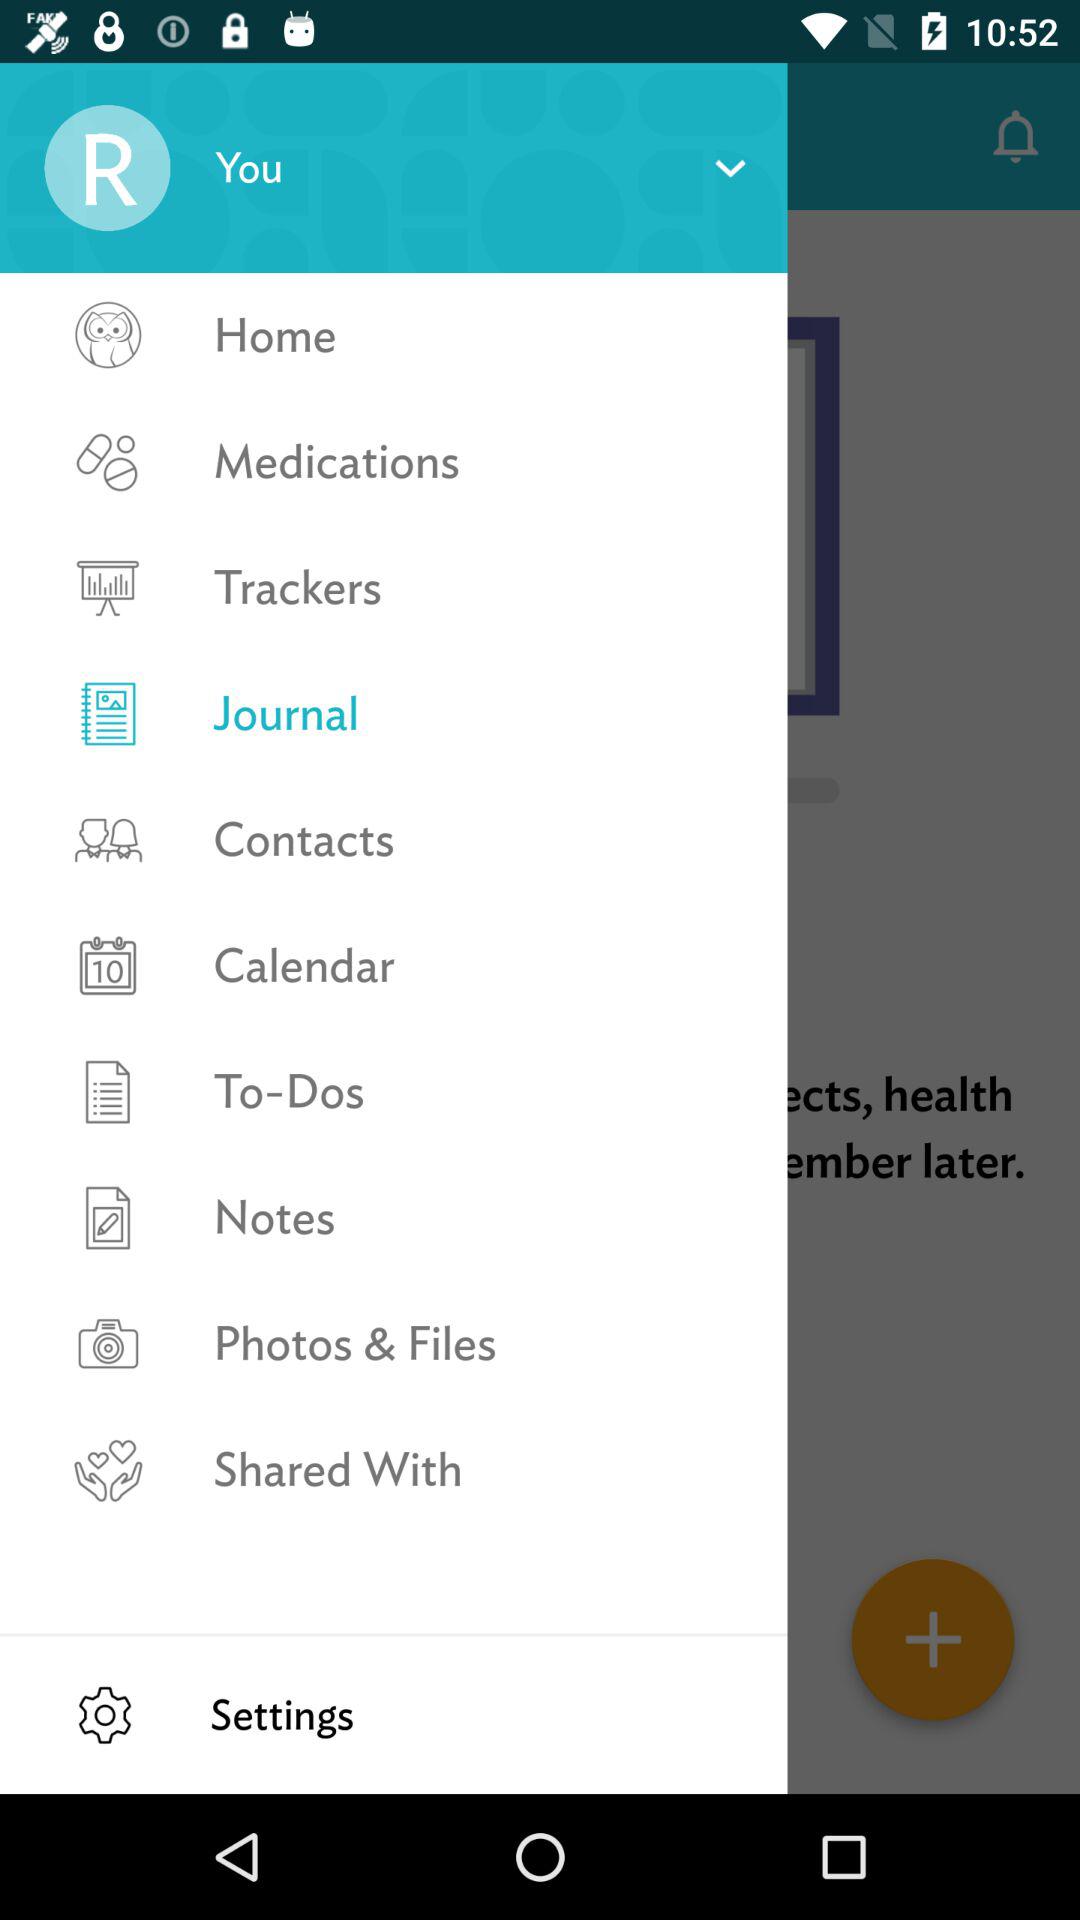 FAKE
10:52
R
You
Home
Medications
Trackers
Journal
Contacts
10
Calendar
To-Dos
Notes
Photos & Files
Shared With
Settings
ects, health
ember later.